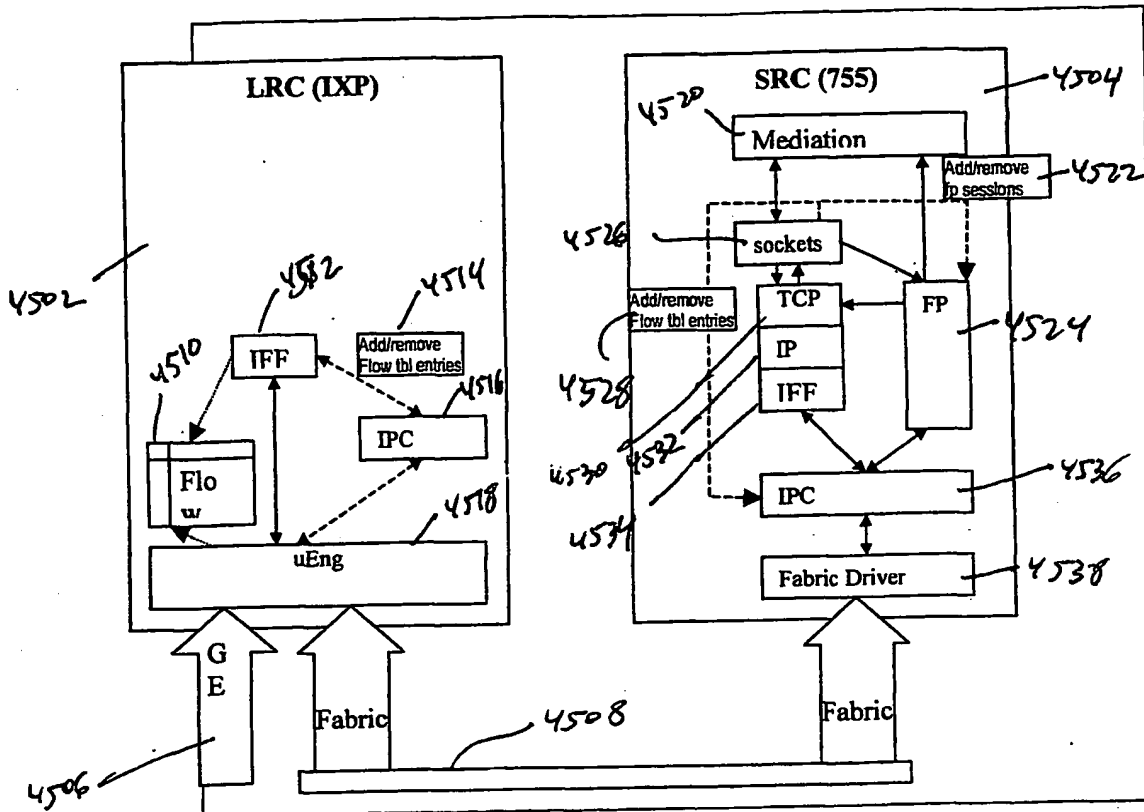 LRC (IXP)
SRC (755)
4504
4520
Mediation
Add/remove
fp sessions
4522
4526
sockets
4502
4512
4514
Add/remove
Flow tbl entries
TCP
FP
4524
4510
IFF
Add/remove
Flow tbl entries
4528
IP
IFF
4516
IPC
4530
4532
Flo
w
4518
4534
IPC
4536
uEng
Fabric Driver
4538
G
E
Fabric
Fabric
4508
4506